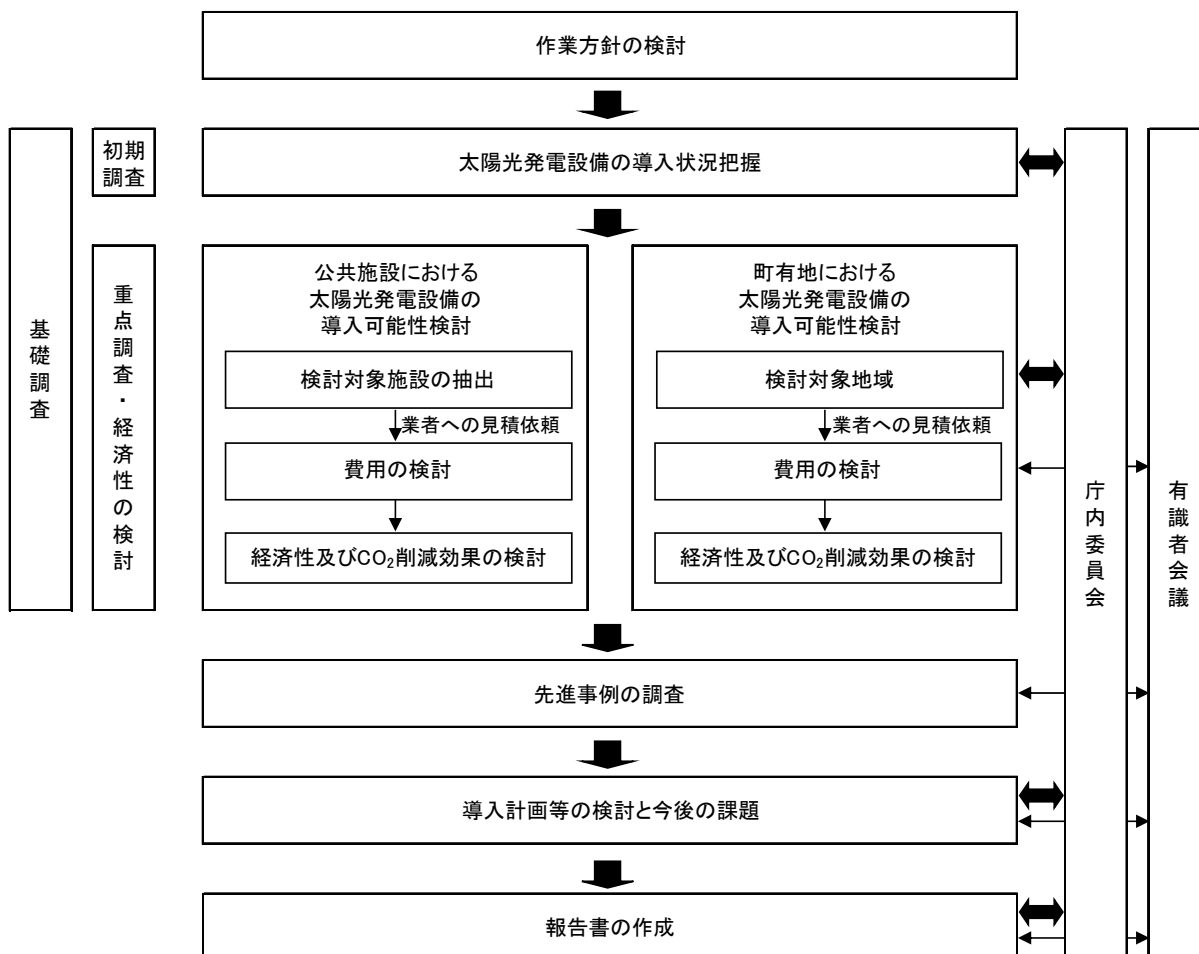 作業方針の検討
初期
調査
太陽光発電設備の導入状況把握
基礎調査
重点調査・経済性の検討
公共施設における
太陽光発電設備の
導入可能性検討
検討対象施設の抽出
業者への見積依頼
費用の検討
経済性及びCO₂削減効果の検討
町有地における
太陽光発電設備の
導入可能性検討
検討対象地域
業者への見積依頼
費用の検討
経済性及びCO₂削減効果の検討
庁内委員会
有識者会議
先進事例の調査
導入計画等の検討と今後の課題
報告書の作成